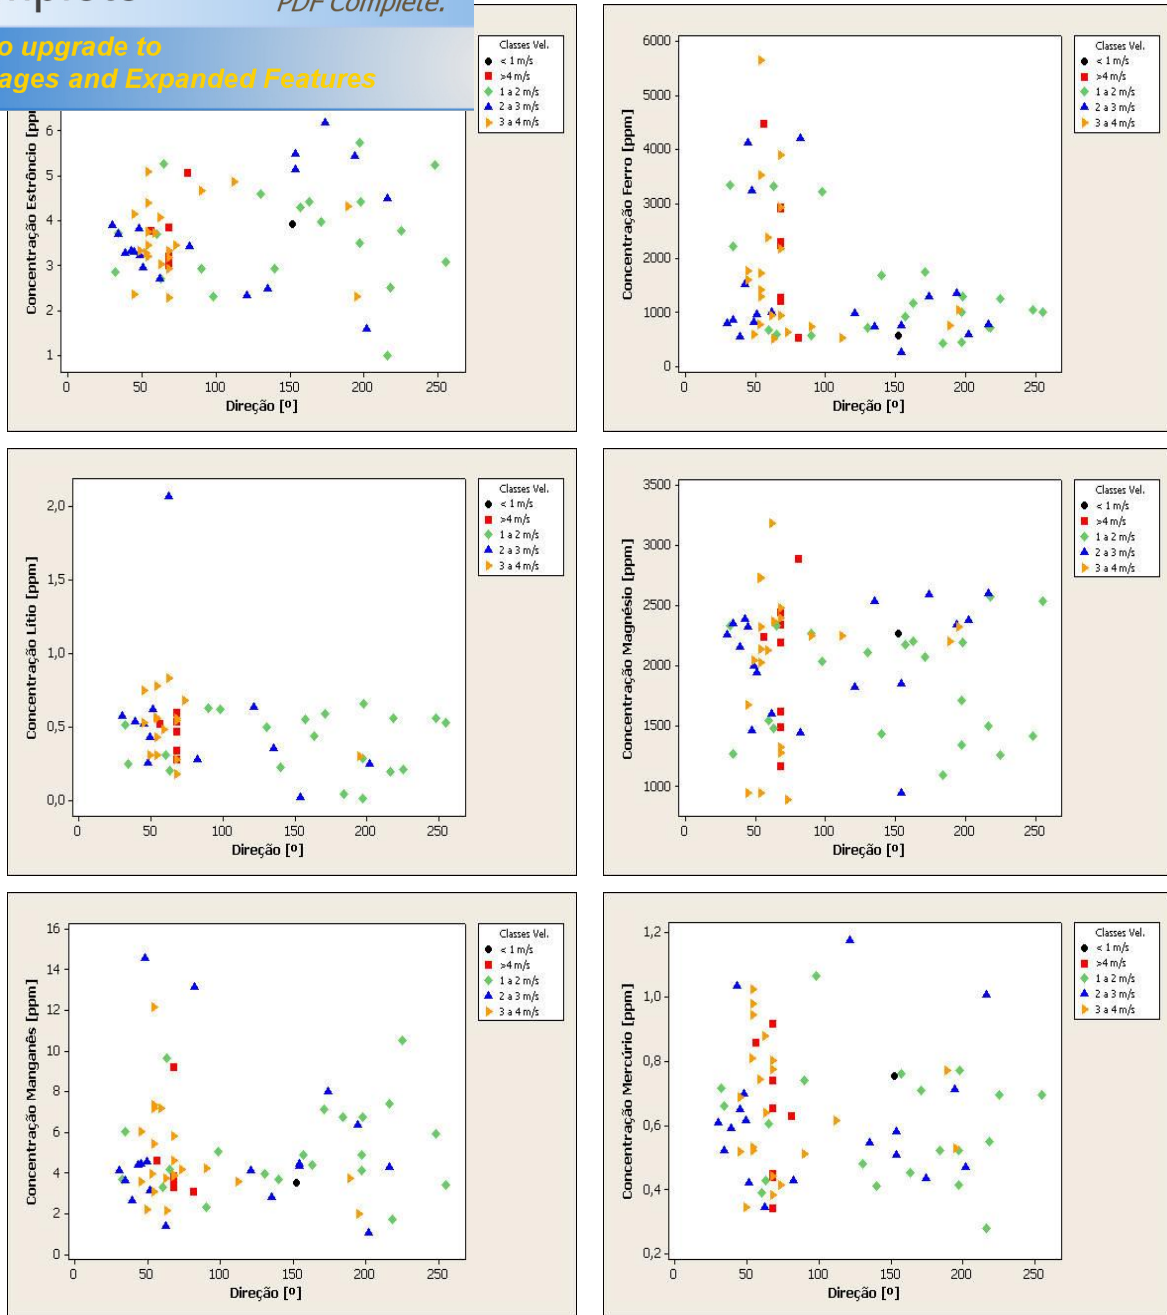 PDF Complete.
o upgrade to
ages and Expanded Features
Concentração Estrôncio [ppm]
6
5
4
3
2
1
0 50 100 150 200 250
Direção [º]
Classes Vel.
< 1 m/s
>4 m/s
1 a 2 m/s
2 a 3 m/s
3 a 4 m/s
Concentração Ferro [ppm]
6000
5000
4000
3000
2000
1000
0
0 50 100 150 200 250
Direção [º]
Classes Vel.
< 1 m/s
>4 m/s
1 a 2 m/s
2 a 3 m/s
3 a 4 m/s
Concentração Lítio [ppm]
2,0
1,5
1,0
0,5
0,0
0 50 100 150 200 250
Direção [º]
Classes Vel.
< 1 m/s
>4 m/s
1 a 2 m/s
2 a 3 m/s
3 a 4 m/s
Concentração Magnésio [ppm]
3500
3000
2500
2000
1500
1000
0 50 100 150 200 250
Direção [º]
Classes Vel.
< 1 m/s
>4 m/s
1 a 2 m/s
2 a 3 m/s
3 a 4 m/s
Concentração Manganês [ppm]
16
14
12
10
8
6
4
2
0
0 50 100 150 200 250
Direção [º]
Classes Vel.
< 1 m/s
>4 m/s
1 a 2 m/s
2 a 3 m/s
3 a 4 m/s
Concentração Mercúrio [ppm]
1,2
1,0
0,8
0,6
0,4
0,2
0 50 100 150 200 250
Direção [º]
Classes Vel.
< 1 m/s
>4 m/s
1 a 2 m/s
2 a 3 m/s
3 a 4 m/s